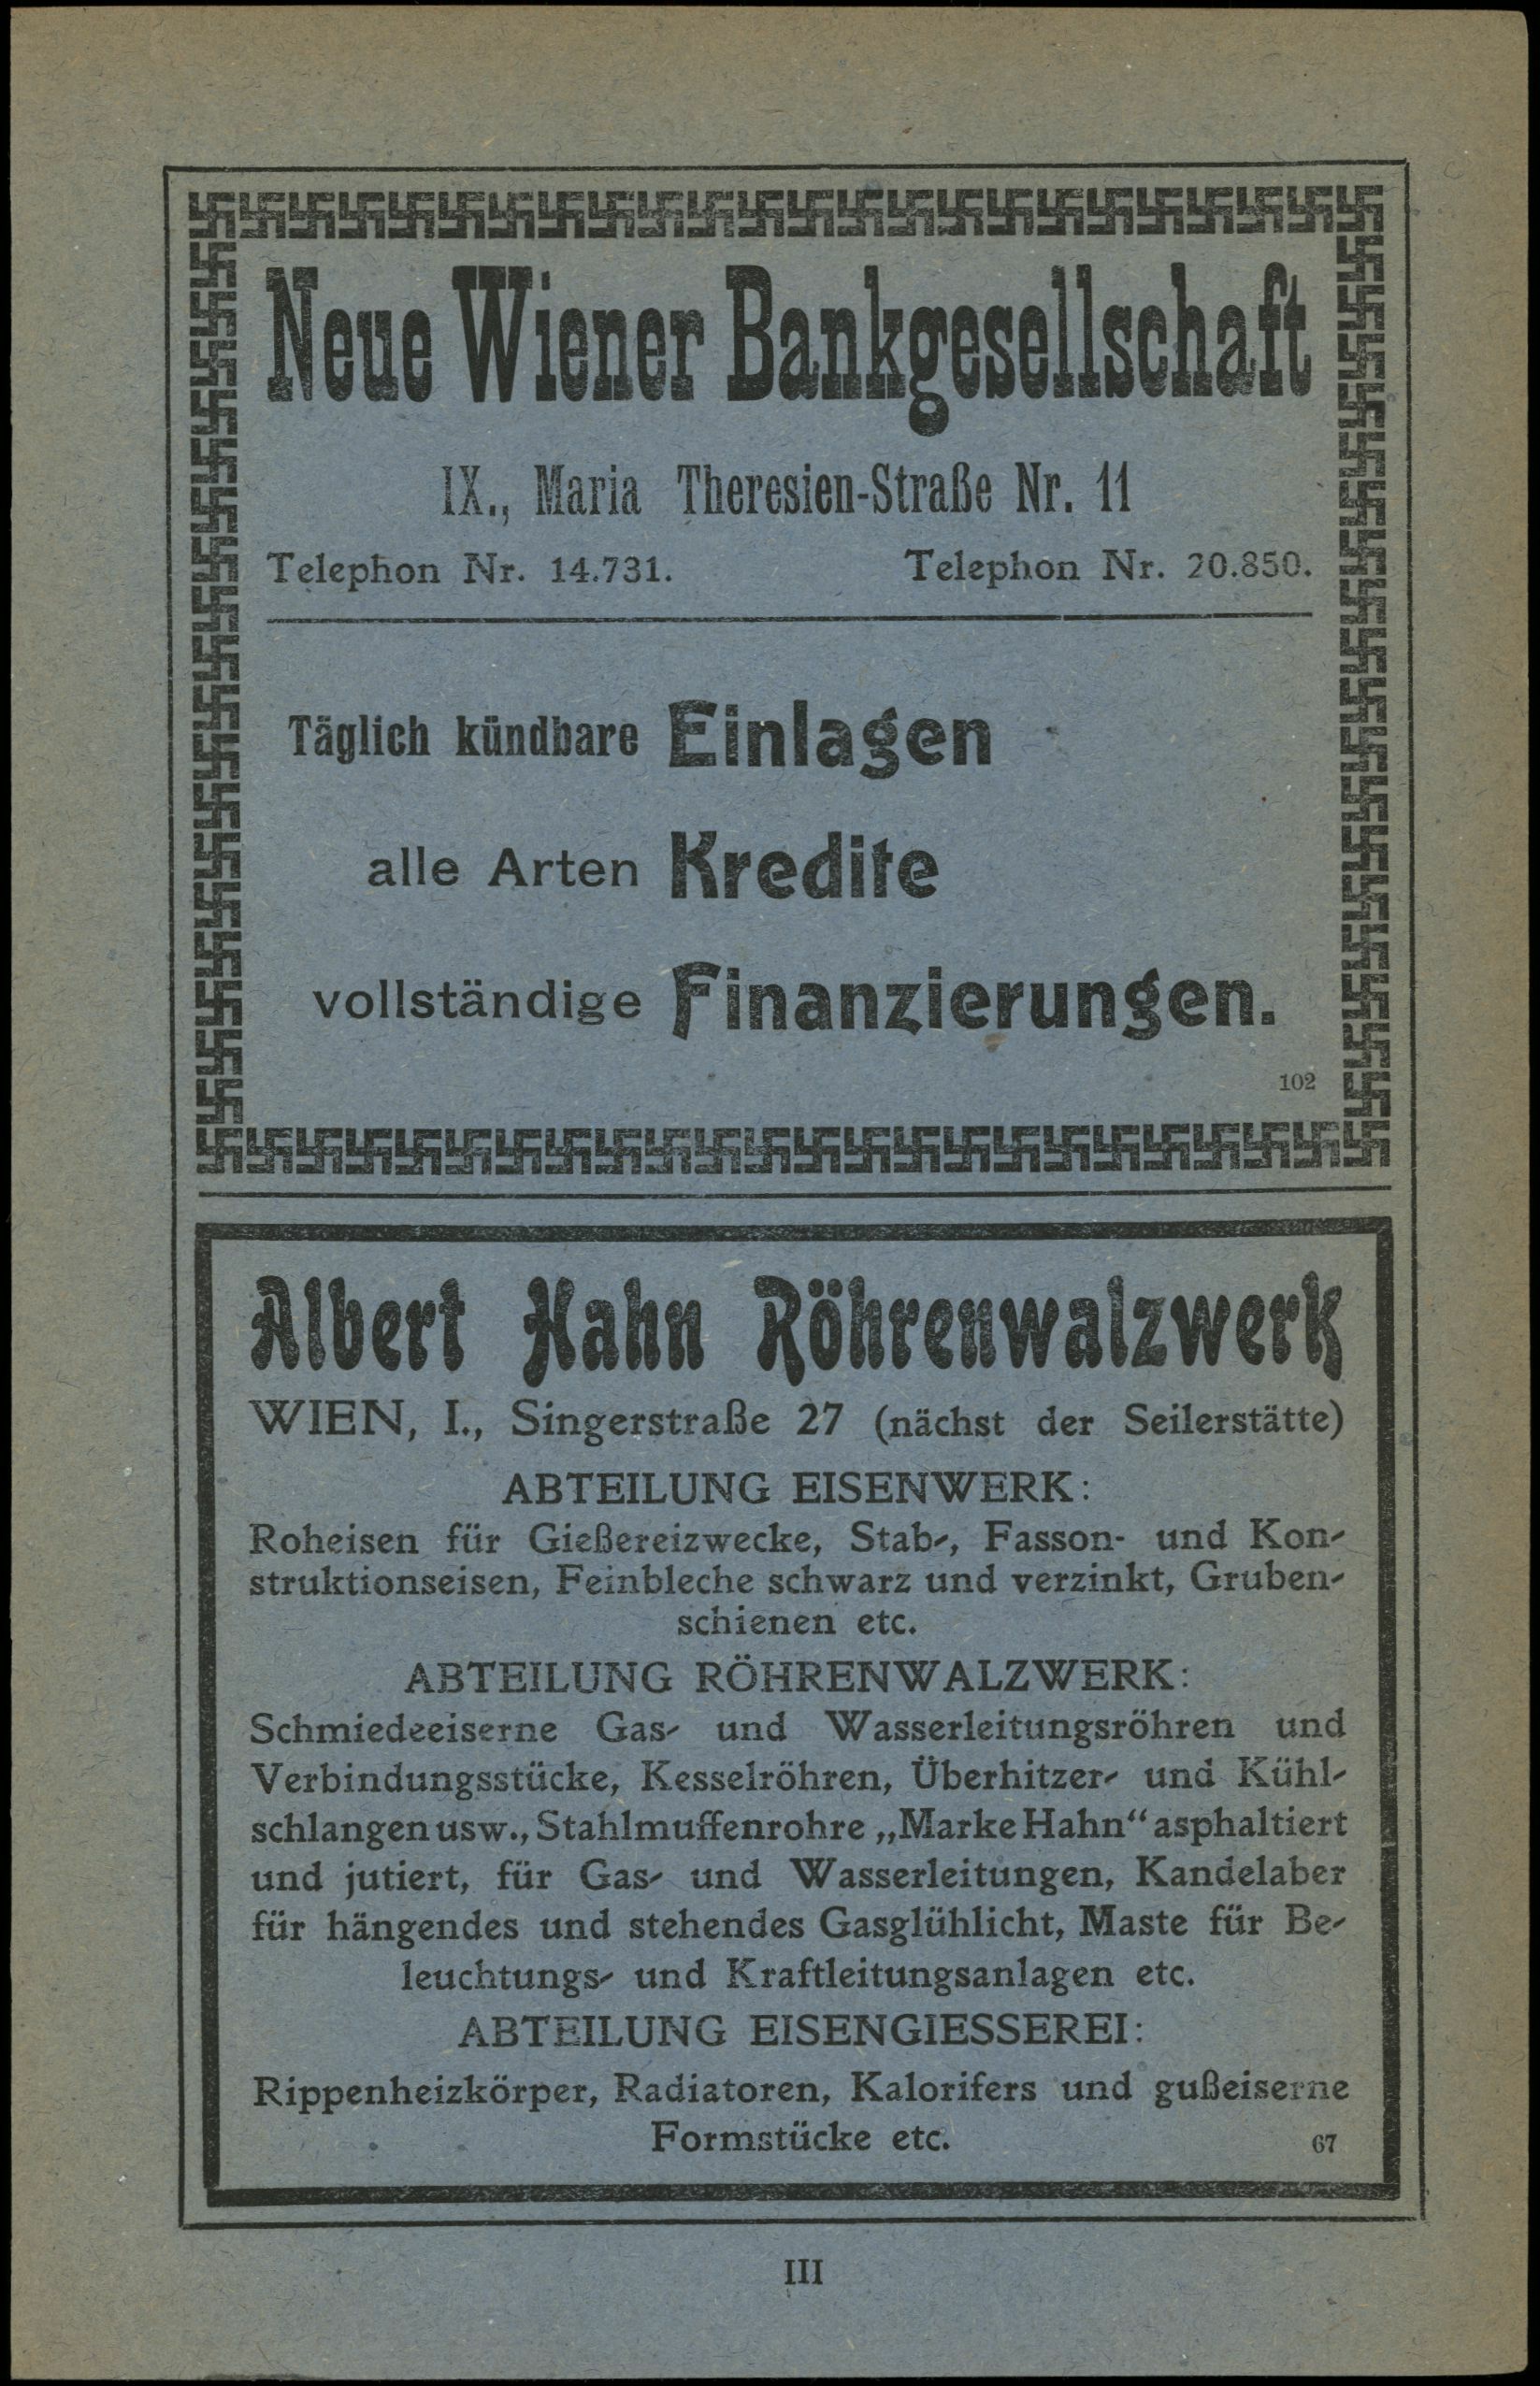 Neue Wiener Bankgesellschaft
IX., Maria Theresien-Straße Nr. 11
Telephon Nr. 14.731. Telephon Nr. 20.850.
Täglich kündbare Einlagen
alle Arten Kredite
vollständige Finanzierungen.
102
Albert Hahn Röhrenwalzwerk
WIEN, I., Singerstraße 27 (nächst der Seilerstätte)
ABTEILUNG EISENWERK:
Roheisen für Gießereizwecke, Stab-, Fasson- und Kon-
struktionseisen, Feinbleche schwarz und verzinkt, Gruben-
schienen etc.
ABTEILUNG RÖHRENWALZWERK:
Schmiedeeiserne Gas- und Wasserleitungsröhren und
Verbindungsstücke, Kesselröhren, Überhitzer- und Kühl-
schlangen usw., Stahlmuffenrohre „Marke Hahn“ asphaltiert
und jutiert, für Gas- und Wasserleitungen, Kandelaber
für hängendes und stehendes Gasglühlicht, Maste für Be-
leuchtungs- und Kraftleitungsanlagen etc.
ABTEILUNG EISENGIESSEREI:
Rippenheizkörper, Radiatoren, Kalorifers und gußeiserne
Formstücke etc.
67
III